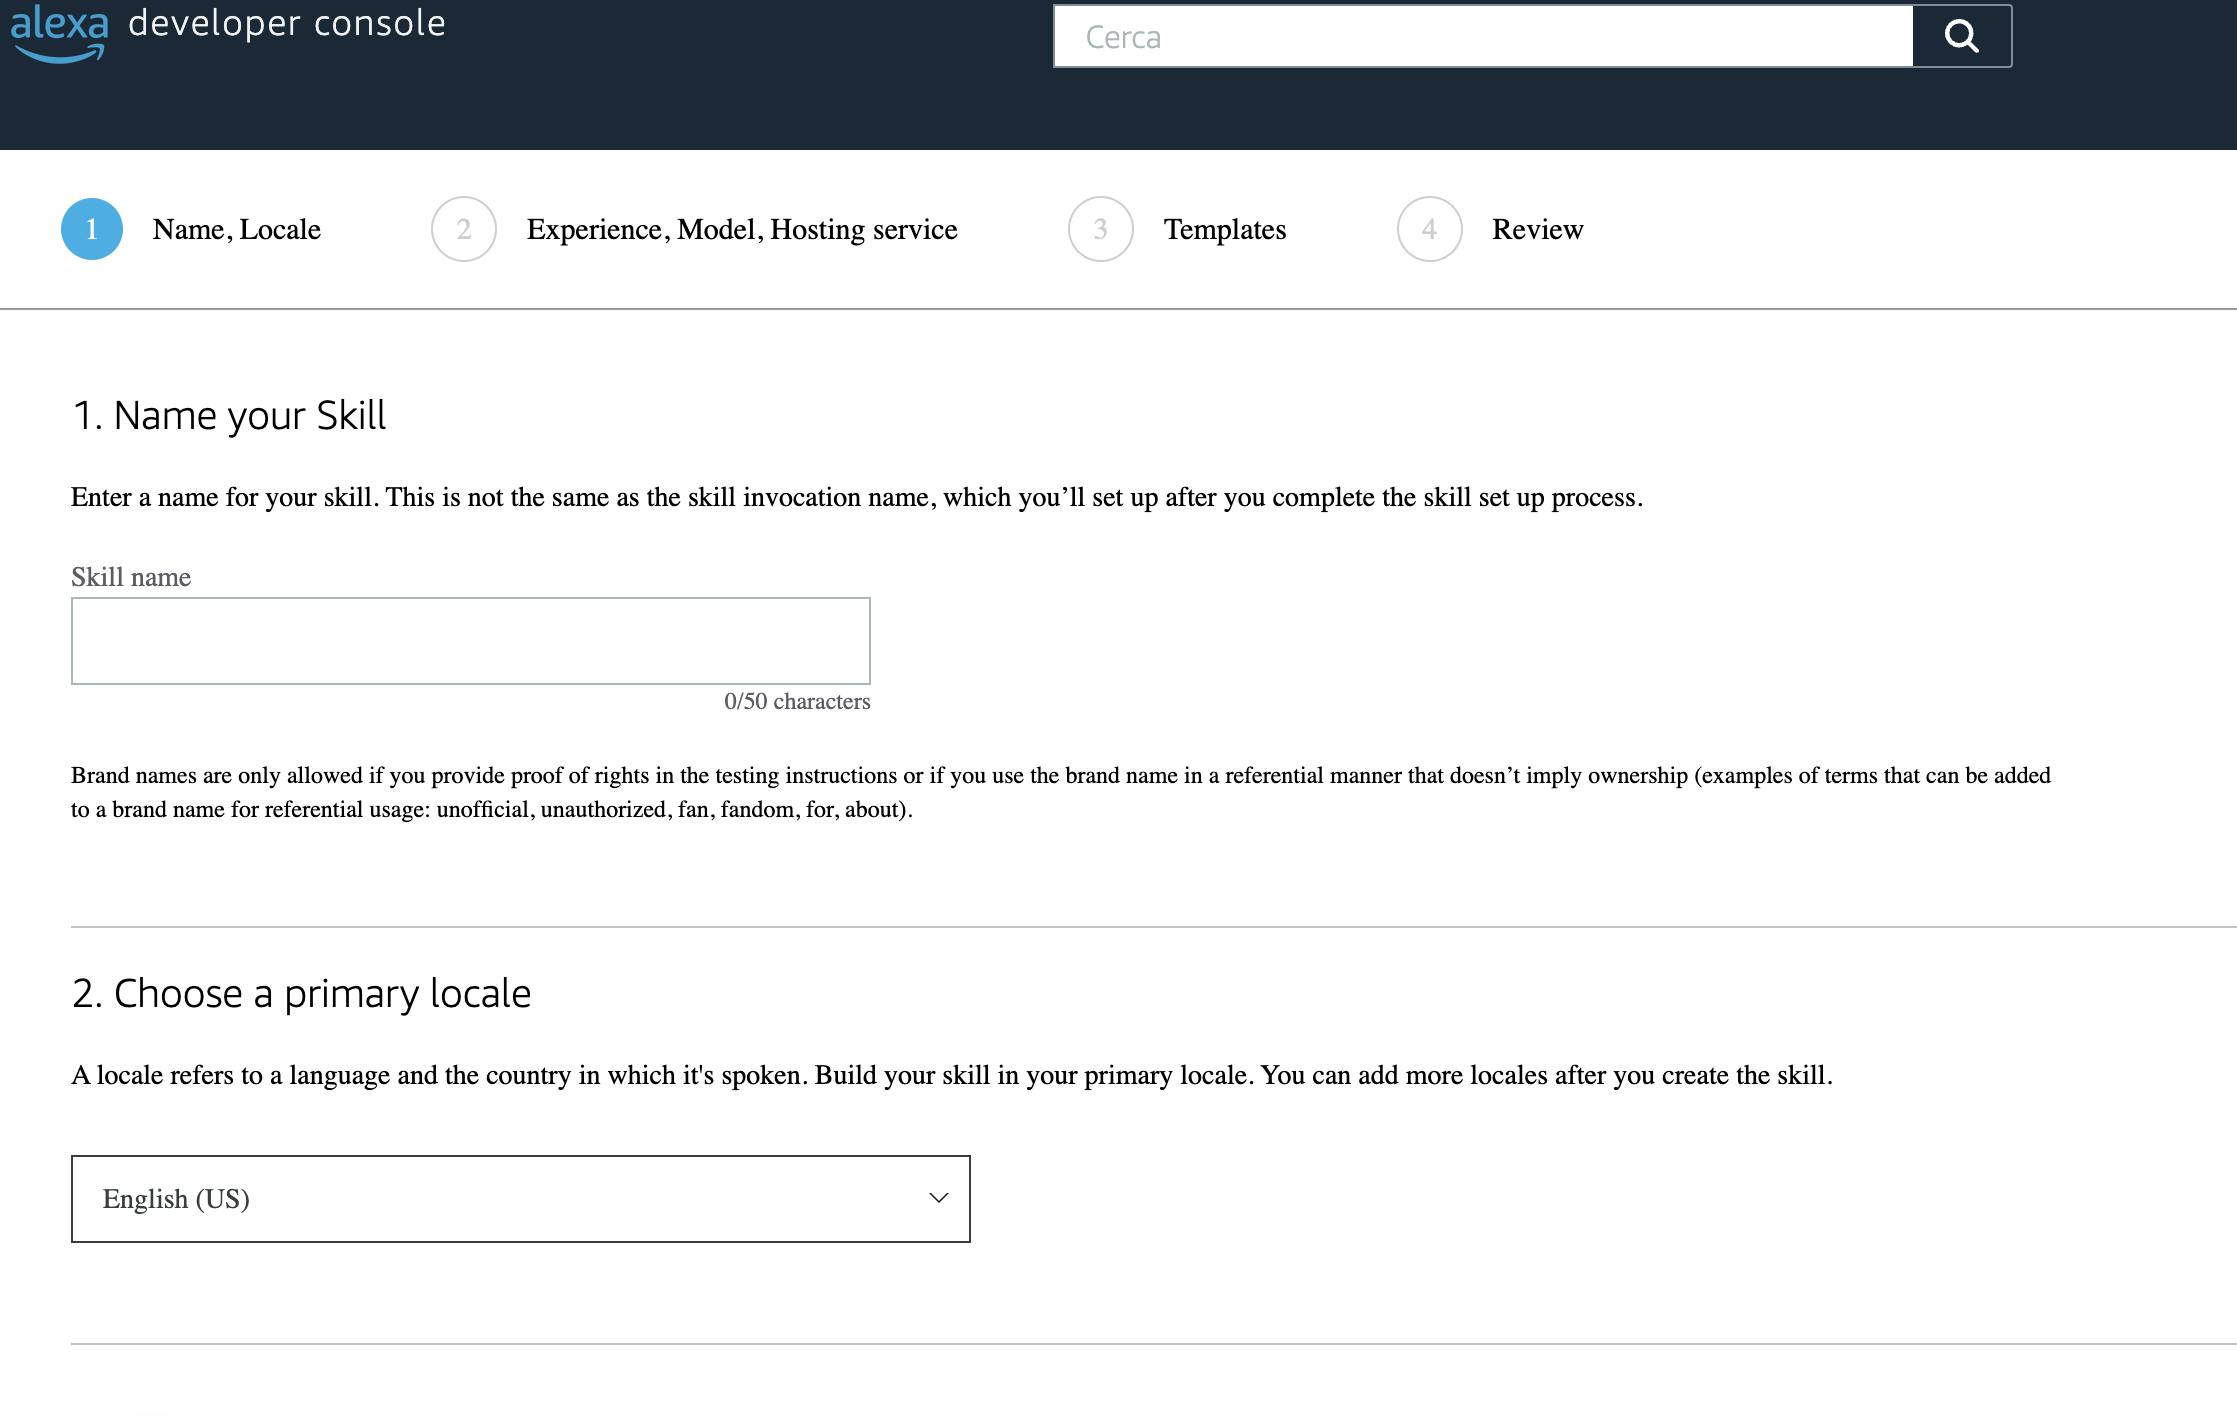 alexa developer console
Cerca
1 Name, Locale 2 Experience, Model, Hosting service 3 Templates 4 Review
1. Name your Skill
Enter a name for your skill. This is not the same as the skill invocation name, which you’ll set up after you complete the skill set up process.
Skill name
0/50 characters
Brand names are only allowed if you provide proof of rights in the testing instructions or if you use the brand name in a referential manner that doesn’t imply ownership (examples of terms that can be added
to a brand name for referential usage: unofficial, unauthorized, fan, fandom, for, about).
2. Choose a primary locale
A locale refers to a language and the country in which it's spoken. Build your skill in your primary locale. You can add more locales after you create the skill.
English (US)